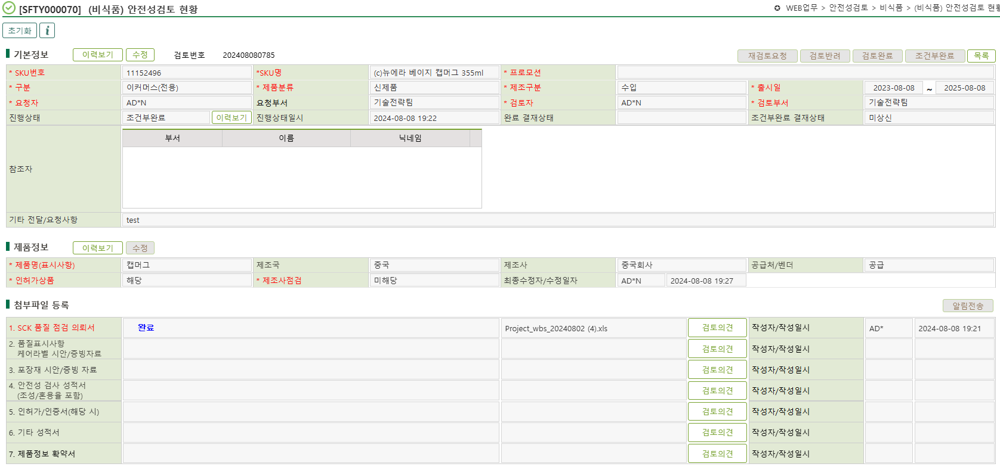 [SFTY000070] (비식품) 안전성검토 현황
✪ WEB업무 > 안전성검토 > 비식품 > (비식품) 안전성검토 현황
초기화 i
기본정보 이력보기 수정 검토번호 202408080785 재검토요청 검토반려 검토완료 조건부완료 목록
* SKU번호 11152496 *SKU명 (c)뉴에라 베이지 캡머그 355ml * 프로모션
* 구분 이커머스(전용) * 제품분류 신제품 * 제조구분 수입 * 출시일 2023-08-08 ~ 2025-08-08
* 요청자 AD*N 요청부서 기술전략팀 * 검토자 AD*N * 검토부서 기술전략팀
진행상태 조건부완료 이력보기 진행상태일시 2024-08-08 19:22 완료 결재상태 조건부완료 결재상태 미상신
부서 이름 닉네임
참조자
기타 전달/요청사항 test
제품정보 이력보기 수정
* 제품명(표시사항) 캡머그 제조국 중국 제조사 중국회사 공급처/벤더 공급
* 인허가상품 해당 * 제조사점검 미해당 최종수정자/수정일자 AD*N 2024-08-08 19:27
첨부파일 등록 알림전송
1. SCK 품질 점검 의뢰서 완료 Project_wbs_20240802 (4).xls 검토의견 작성자/작성일시 AD* 2024-08-08 19:21
2. 품질표시사항
케어라벨 시안/증빙자료 검토의견 작성자/작성일시
3. 포장재 시안/증빙 자료 검토의견 작성자/작성일시
4. 안전성 검사 성적서
(조성/혼용율 포함) 검토의견 작성자/작성일시
5. 인허가/인증서(해당 시) 검토의견 작성자/작성일시
6. 기타 성적서 검토의견 작성자/작성일시
7. 제품정보 확약서 검토의견 작성자/작성일시